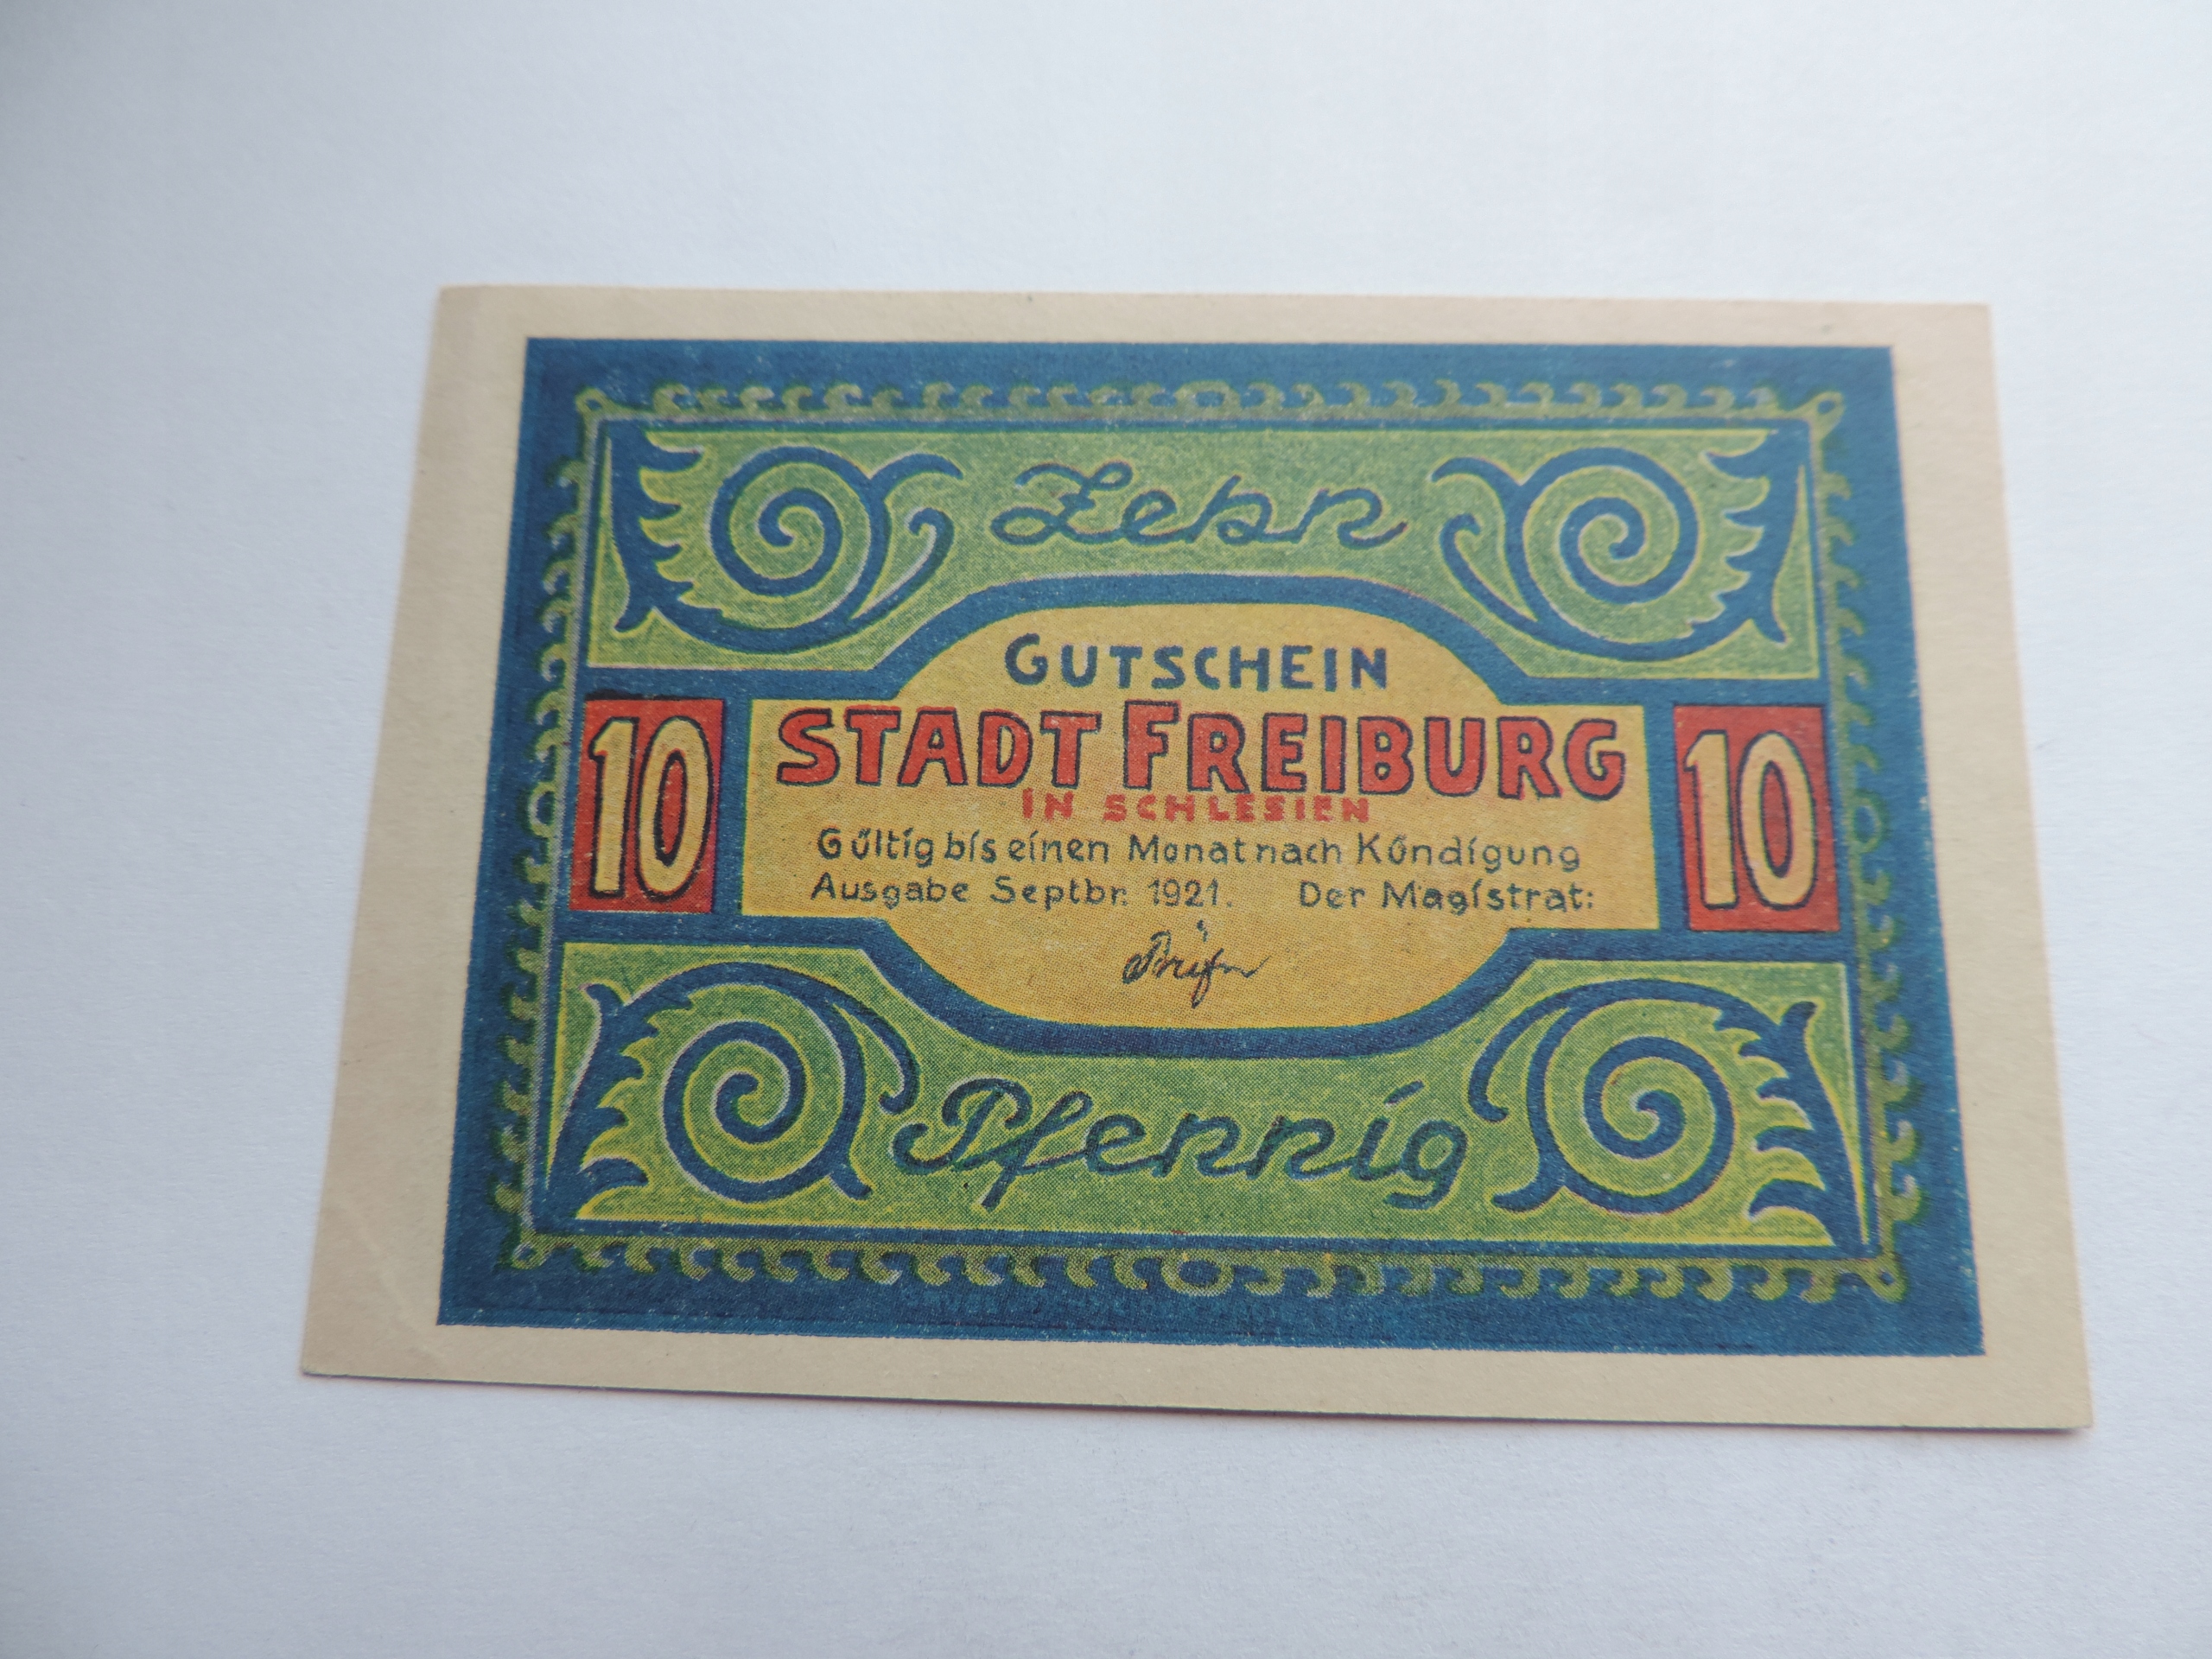 Zehn
GUTSCHEIN
10 STADT FREIBURG 10
IN SCHLESIEN
Gültig bis einen Monat nach Kündigung
Ausgabe Septbr. 1921. Der Magistrat:
Pfennig